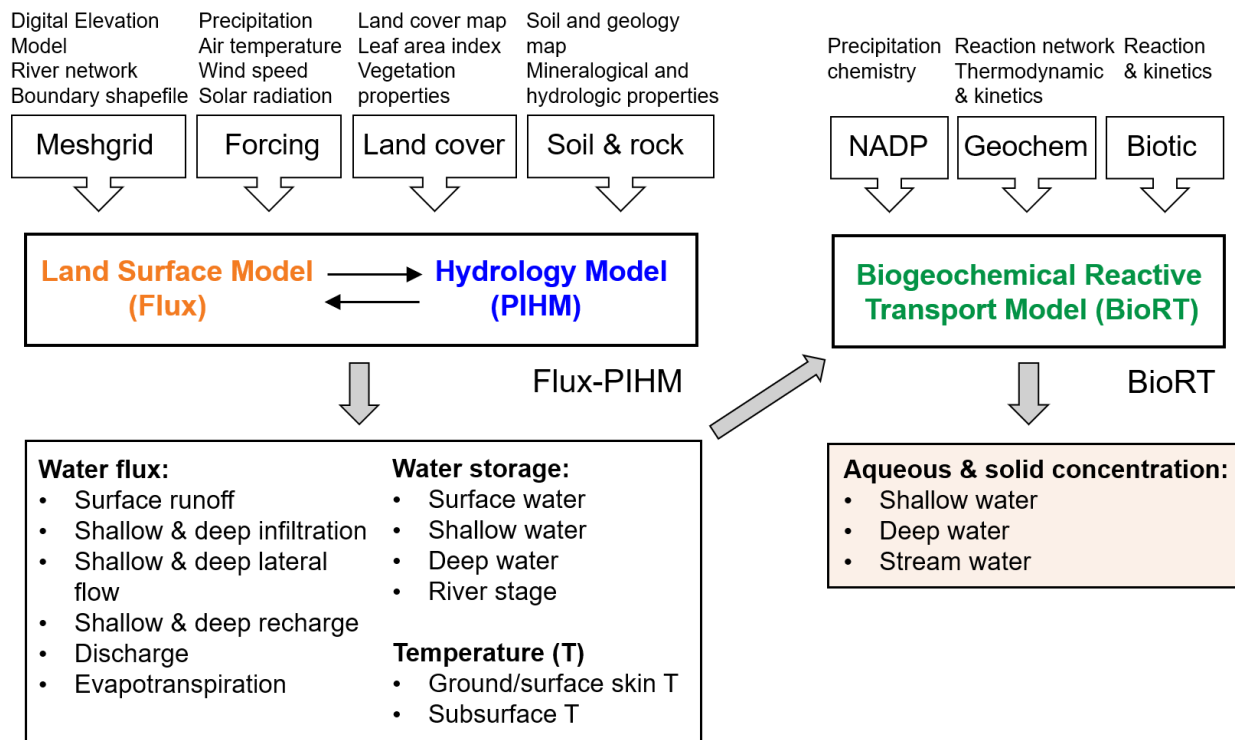 Digital Elevation
Model
River network
Boundary shapefile
Precipitation
Air temperature
Wind speed
Solar radiation
Land cover map
Leaf area index
Vegetation
properties
Soil and geology
map
Mineralogical and
hydrologic properties
Precipitation
chemistry
Reaction network
Thermodynamic
& kinetics
Reaction
& kinetics
Meshgrid
Forcing
Land cover
Soil & rock
NADP
Geochem
Biotic
Land Surface Model
(Flux)
Hydrology Model
(PIHM)
Biogeochemical Reactive
Transport Model (BioRT)
Flux-PIHM
BioRT
Water flux:
• Surface runoff
• Shallow & deep infiltration
• Shallow & deep lateral
flow
• Shallow & deep recharge
• Discharge
• Evapotranspiration
Water storage:
• Surface water
• Shallow water
• Deep water
• River stage
Temperature (T)
• Ground/surface skin T
• Subsurface T
Aqueous & solid concentration:
• Shallow water
• Deep water
• Stream water